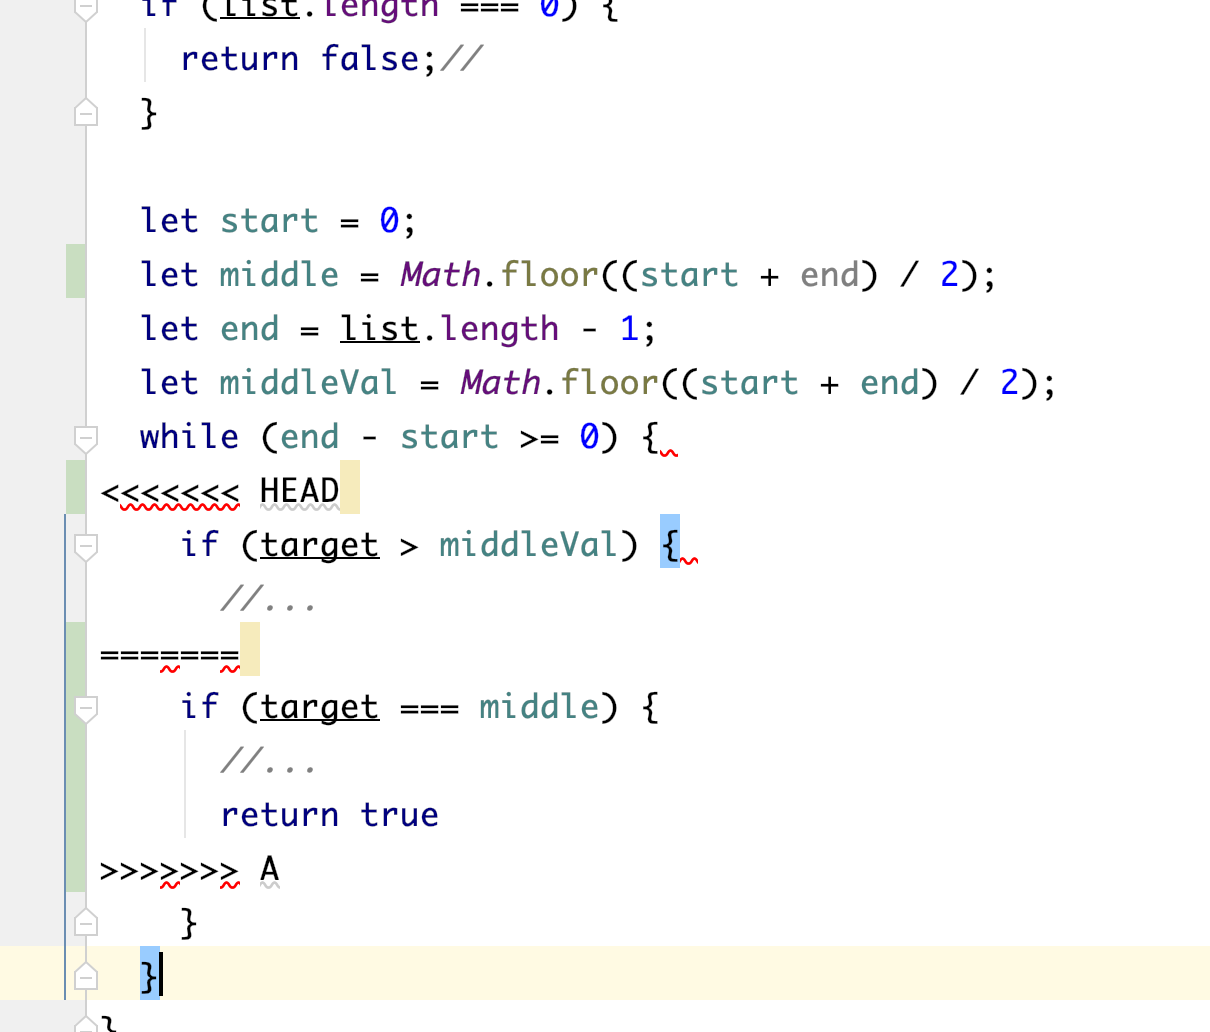 if (list.length === 0) {
return false;//
}
let start = 0;
let middle = Math.floor((start + end) / 2);
let end = list.length - 1;
let middleVal = Math.floor((start + end) / 2);
while (end - start >= 0) {
<<<<<<< HEAD
if (target > middleVal) {
//...
=======
if (target === middle) {
//...
return true
>>>>>>> A
}
}
}